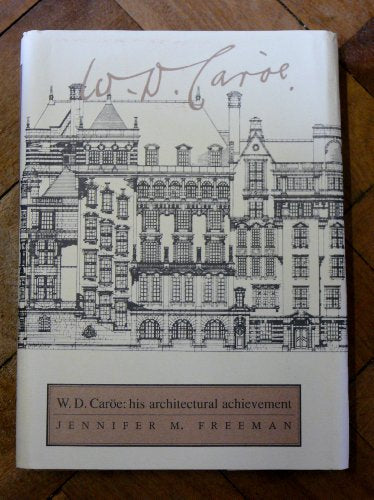 W. D. Caröe.
W. D. Caröe: his architectural achievement
JENNIFER M. FREEMAN